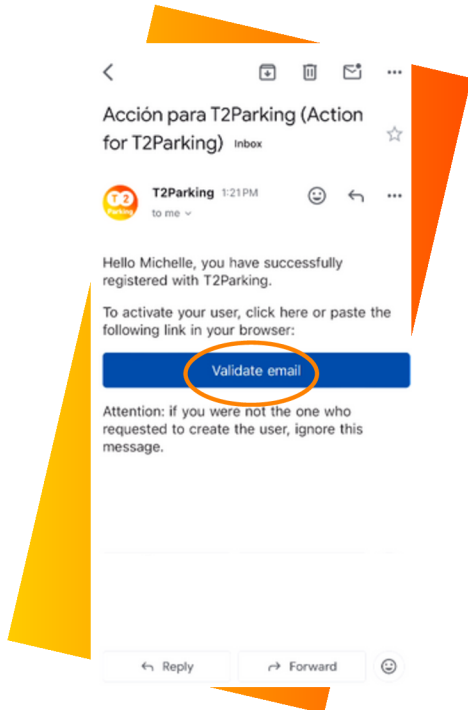 Acción para T2Parking (Action
for T2Parking) Inbox
T2
Parking
T2Parking 1:21 PM
to me
Hello Michelle, you have successfully
registered with T2Parking.
To activate your user, click here or paste the
following link in your browser:
Validate email
Attention: if you were not the one who
requested to create the user, ignore this
message.
Reply
Forward